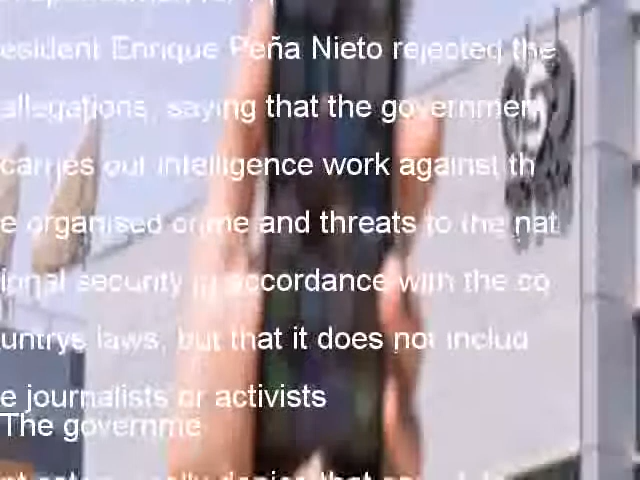 esident Enrique Peña Nieto rejected the
allegations, saying that the governmen
carries out intelligence work against th
e organised crime and threats to the nat
ional security in accordance with the co
untrys laws, but that it does not includ
e journalists or activists
The governme
denies that